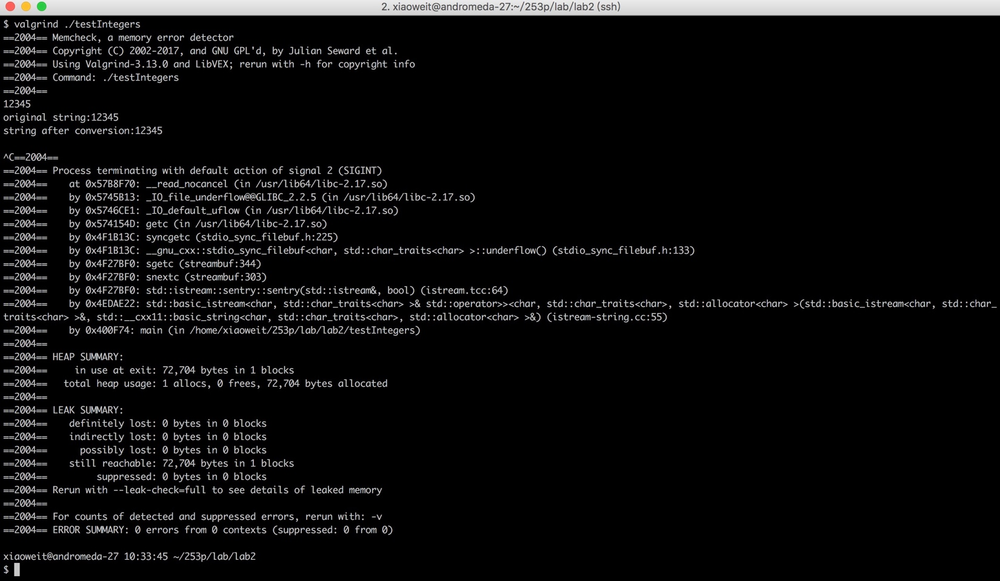 2. xiaoweit@andromeda-27:~/253p/lab/lab2 (ssh)
$ valgrind ./testIntegers
==2004== Memcheck, a memory error detector
==2004== Copyright (C) 2002-2017, and GNU GPL'd, by Julian Seward et al.
==2004== Using Valgrind-3.13.0 and LibVEX; rerun with -h for copyright info
==2004== Command: ./testIntegers
==2004==
12345
original string:12345
string after conversion:12345

^C==2004==
==2004== Process terminating with default action of signal 2 (SIGINT)
==2004==    at 0x57B8F70: __read_nocancel (in /usr/lib64/libc-2.17.so)
==2004==    by 0x5745B13: _IO_file_underflow@@GLIBC_2.2.5 (in /usr/lib64/libc-2.17.so)
==2004==    by 0x5746CE1: _IO_default_uflow (in /usr/lib64/libc-2.17.so)
==2004==    by 0x574154D: getc (in /usr/lib64/libc-2.17.so)
==2004==    by 0x4F1B13C: syncgetc (stdio_sync_filebuf.h:225)
==2004==    by 0x4F1B13C: __gnu_cxx::stdio_sync_filebuf<char, std::char_traits<char> >::underflow() (stdio_sync_filebuf.h:133)
==2004==    by 0x4F27BF0: sgetc (streambuf:344)
==2004==    by 0x4F27BF0: snextc (streambuf:303)
==2004==    by 0x4F27BF0: std::istream::sentry::sentry(std::istream&, bool) (istream.tcc:64)
==2004==    by 0x4EDAE22: std::basic_istream<char, std::char_traits<char> >& std::operator>><char, std::char_traits<char>, std::allocator<char> >(std::basic_istream<char, std::char_
traits<char> >&, std::__cxx11::basic_string<char, std::char_traits<char>, std::allocator<char> >&) (istream-string.cc:55)
==2004==    by 0x400F74: main (in /home/xiaoweit/253p/lab/lab2/testIntegers)
==2004==
==2004== HEAP SUMMARY:
==2004==     in use at exit: 72,704 bytes in 1 blocks
==2004==   total heap usage: 1 allocs, 0 frees, 72,704 bytes allocated
==2004==
==2004== LEAK SUMMARY:
==2004==    definitely lost: 0 bytes in 0 blocks
==2004==    indirectly lost: 0 bytes in 0 blocks
==2004==      possibly lost: 0 bytes in 0 blocks
==2004==    still reachable: 72,704 bytes in 1 blocks
==2004==         suppressed: 0 bytes in 0 blocks
==2004== Rerun with --leak-check=full to see details of leaked memory
==2004==
==2004== For counts of detected and suppressed errors, rerun with: -v
==2004== ERROR SUMMARY: 0 errors from 0 contexts (suppressed: 0 from 0)

xiaoweit@andromeda-27 10:33:45 ~/253p/lab/lab2
$